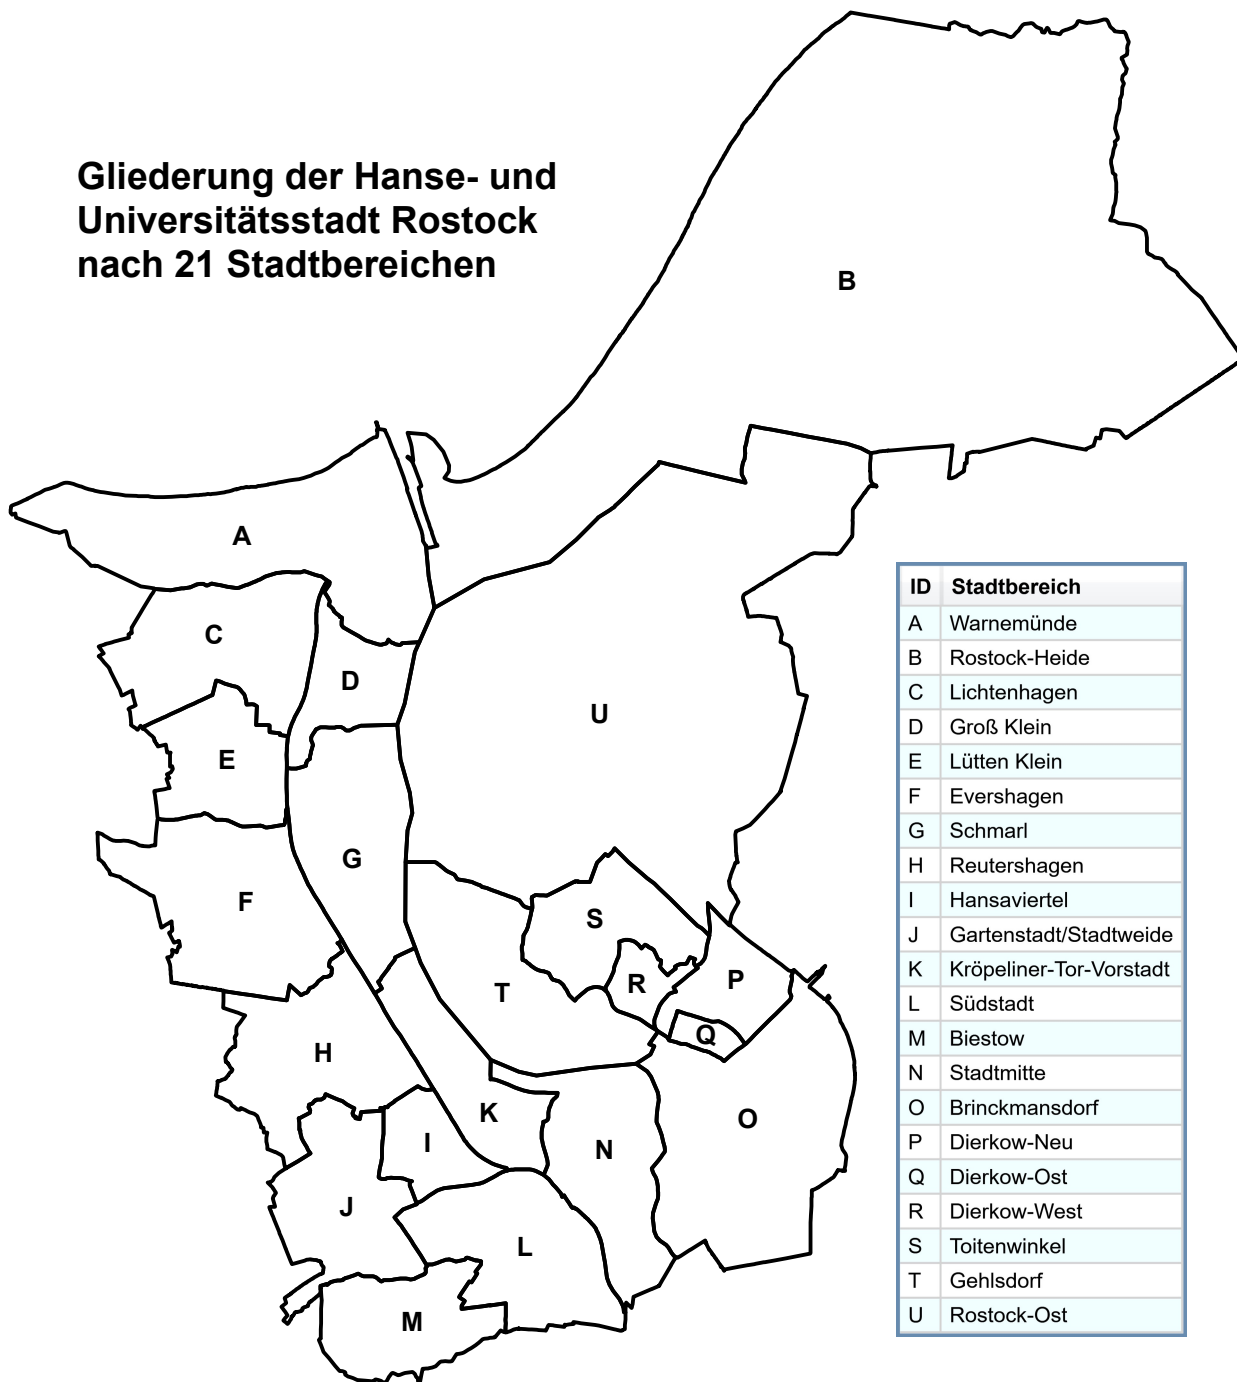 Gliederung der Hanse- und
Universitätsstadt Rostock
nach 21 Stadtbereichen
B
A
C
D
U
E
G
F
S
R
P
T
Q
H
K
O
I
N
J
L
M
ID Stadtbereich
A Warnemünde
B Rostock-Heide
C Lichtenhagen
D Groß Klein
E Lütten Klein
F Evershagen
G Schmarl
H Reutershagen
I Hansaviertel
J Gartenstadt/Stadtweide
K Kröpeliner-Tor-Vorstadt
L Südstadt
M Biestow
N Stadtmitte
O Brinckmansdorf
P Dierkow-Neu
Q Dierkow-Ost
R Dierkow-West
S Toitenwinkel
T Gehlsdorf
U Rostock-Ost